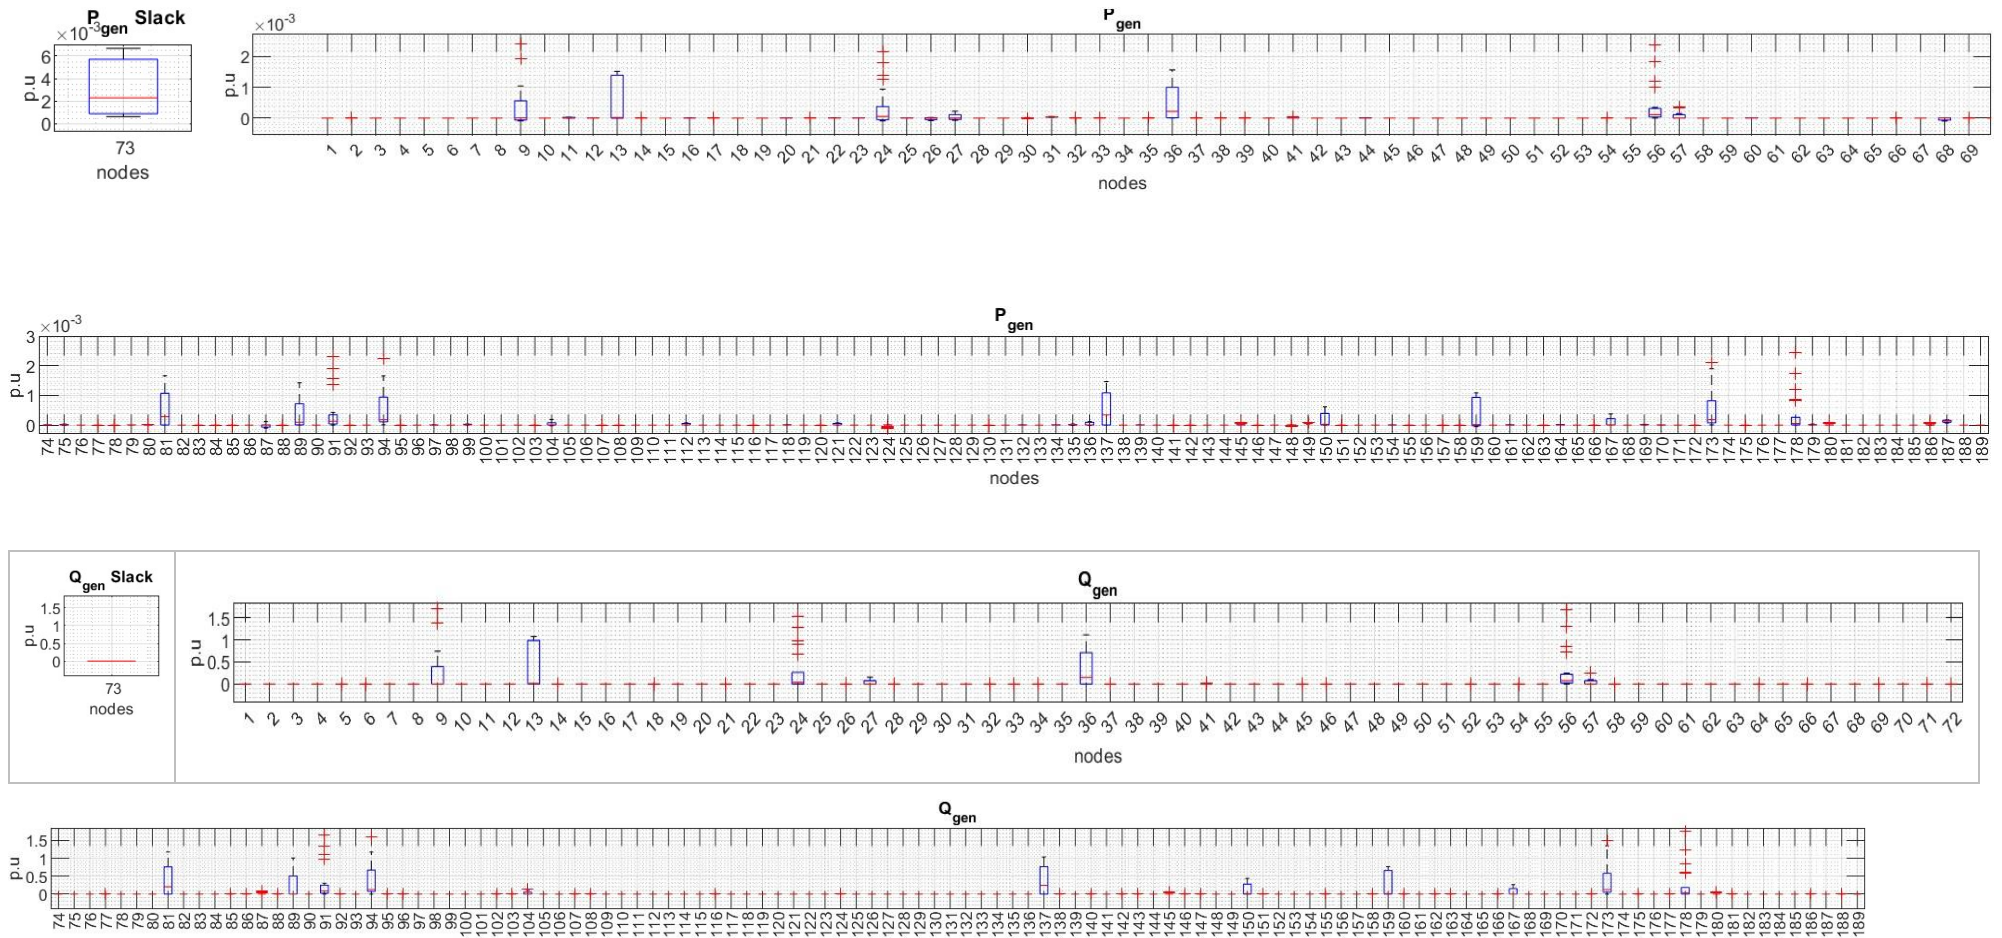 P_gen Slack
×10^-3
6
4
2
0
p.u
73
nodes
P_gen
×10^-3
2
1
0
p.u
1 2 3 4 5 6 7 8 9 10 11 12 13 14 15 16 17 18 19 20 21 22 23 24 25 26 27 28 29 30 31 32 33 34 35 36 37 38 39 40 41 42 43 44 45 46 47 48 49 50 51 52 53 54 55 56 57 58 59 60 61 62 63 64 65 66 67 68 69
nodes
P_gen
×10^-3
3
2
1
0
p.u
74 75 76 77 78 79 80 81 82 83 84 85 86 87 88 89 90 91 92 93 94 95 96 97 98 99 100 101 102 103 104 105 106 107 108 109 110 111 112 113 114 115 116 117 118 119 120 121 122 123 124 125 126 127 128 129 130 131 132 133 134 135 136 137 138 139 140 141 142 143 144 145 146 147 148 149 150 151 152 153 154 155 156 157 158 159 160 161 162 163 164 165 166 167 168 169 170 171 172 173 174 175 176 177 178 179 180 181 182 183 184 185 186 187 188 189
nodes
Q_gen Slack
1.5
1
0.5
0
p.u
73
nodes
Q_gen
1.5
1
0.5
0
p.u
1 2 3 4 5 6 7 8 9 10 11 12 13 14 15 16 17 18 19 20 21 22 23 24 25 26 27 28 29 30 31 32 33 34 35 36 37 38 39 40 41 42 43 44 45 46 47 48 49 50 51 52 53 54 55 56 57 58 59 60 61 62 63 64 65 66 67 68 69 70 71 72
nodes
Q_gen
1.5
1
0.5
0
p.u
74 75 76 77 78 79 80 81 82 83 84 85 86 87 88 89 90 91 92 93 94 95 96 97 98 99 100 101 102 103 104 105 106 107 108 109 110 111 112 113 114 115 116 117 118 119 120 121 122 123 124 125 126 127 128 129 130 131 132 133 134 135 136 137 138 139 140 141 142 143 144 145 146 147 148 149 150 151 152 153 154 155 156 157 158 159 160 161 162 163 164 165 166 167 168 169 170 171 172 173 174 175 176 177 178 179 180 181 182 183 184 185 186 187 188 189